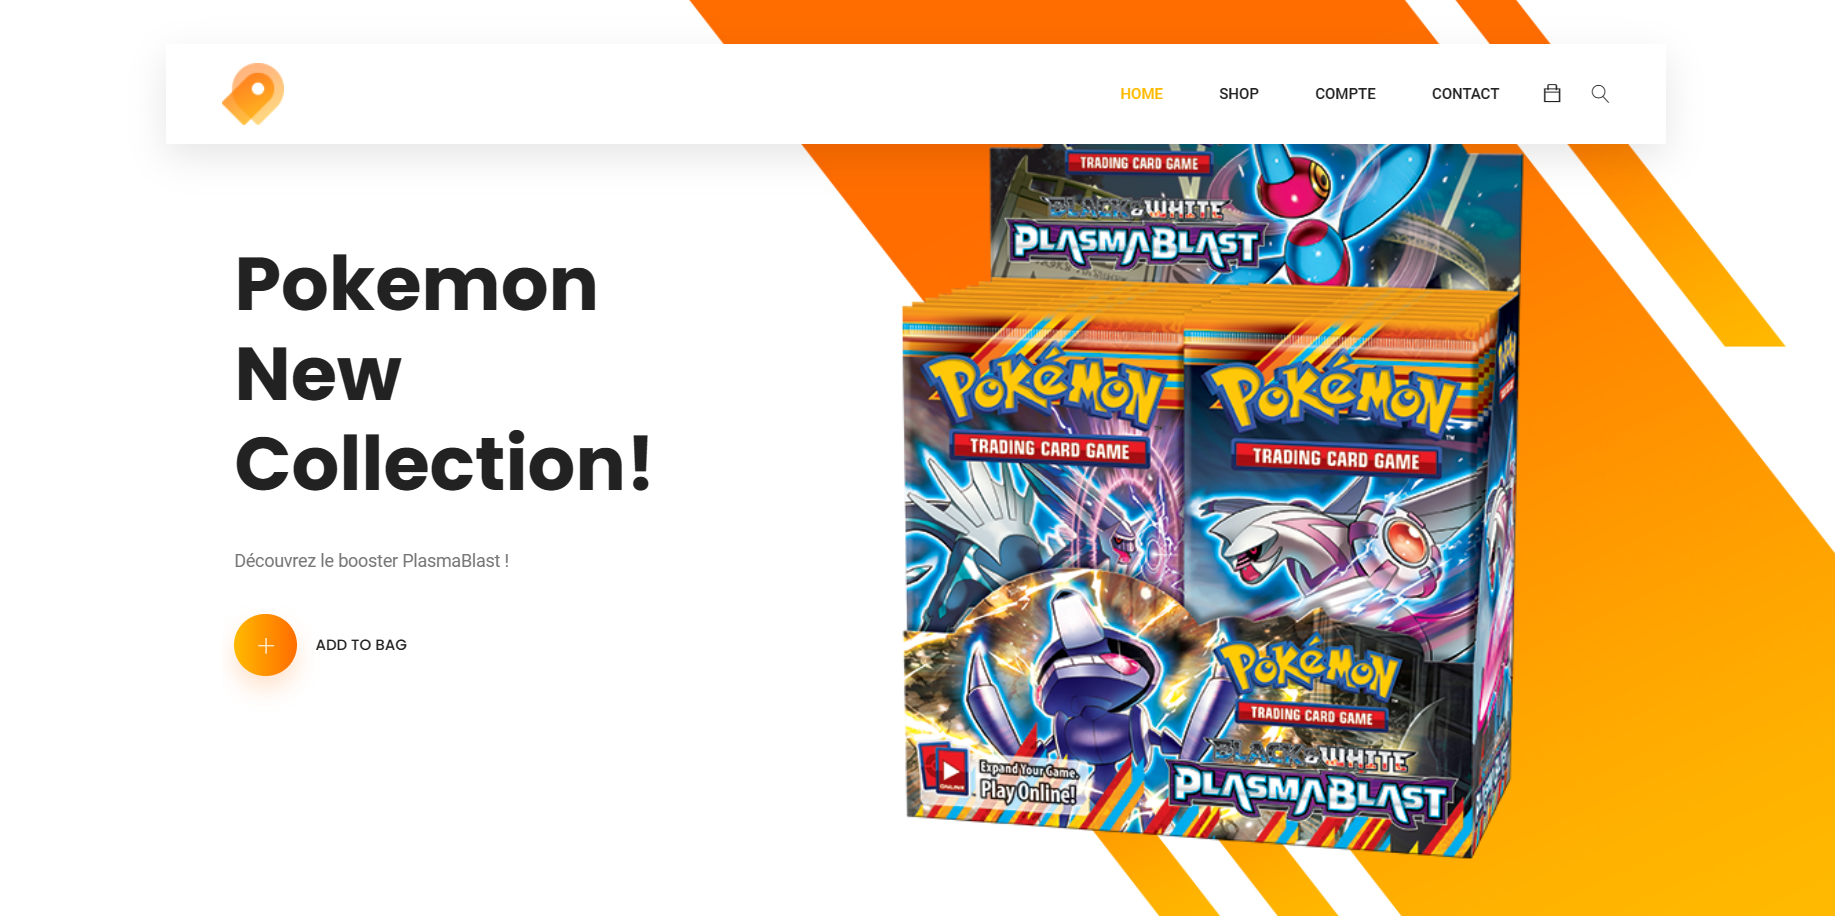 HOME SHOP COMPTE CONTACT
TRADING CARD GAME
BLACK & WHITE
PLASMA BLAST
Pokemon
New
Collection!
Découvrez le booster PlasmaBlast !
ADD TO BAG
POKéMON
TRADING CARD GAME
POKéMON
TRADING CARD GAME
POKéMON
TRADING CARD GAME
BLACK & WHITE
PLASMA BLAST
ONLINE
Expand Your Game.
Play Online!